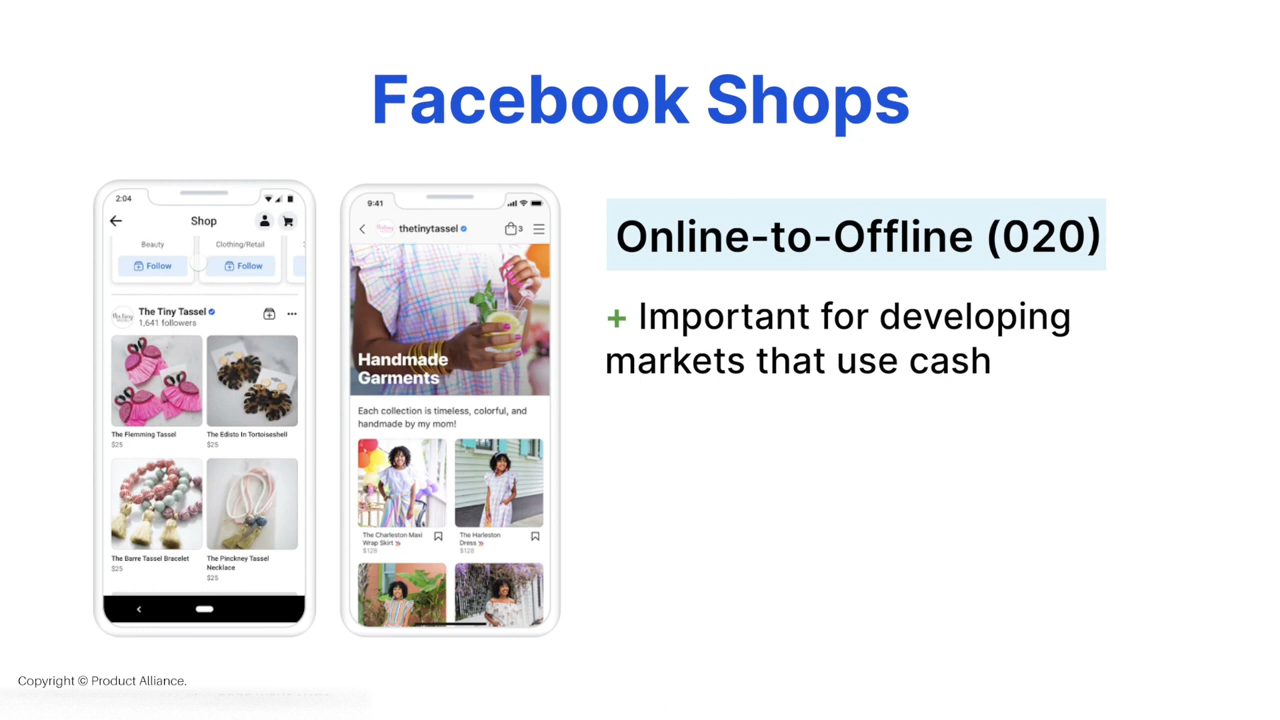 Facebook Shops
2:04
Shop
Beauty
Clothing/Retail
Follow
Follow
The Tiny Tassel
1,641 followers
The Flemming Tassel
$25
The Edisto In Tortoiseshell
$25
The Barre Tassel Bracelet
$25
The Pinckney Tassel
Necklace
$25
9:41
thetinytassel
3
Handmade
Garments
Each collection is timeless, colorful, and
handmade by my mom!
The Charleston Maxi
Wrap Skirt
$128
The Harleston
Dress
$128
Online-to-Offline (020)
+ Important for developing
markets that use cash
Copyright © Product Alliance.